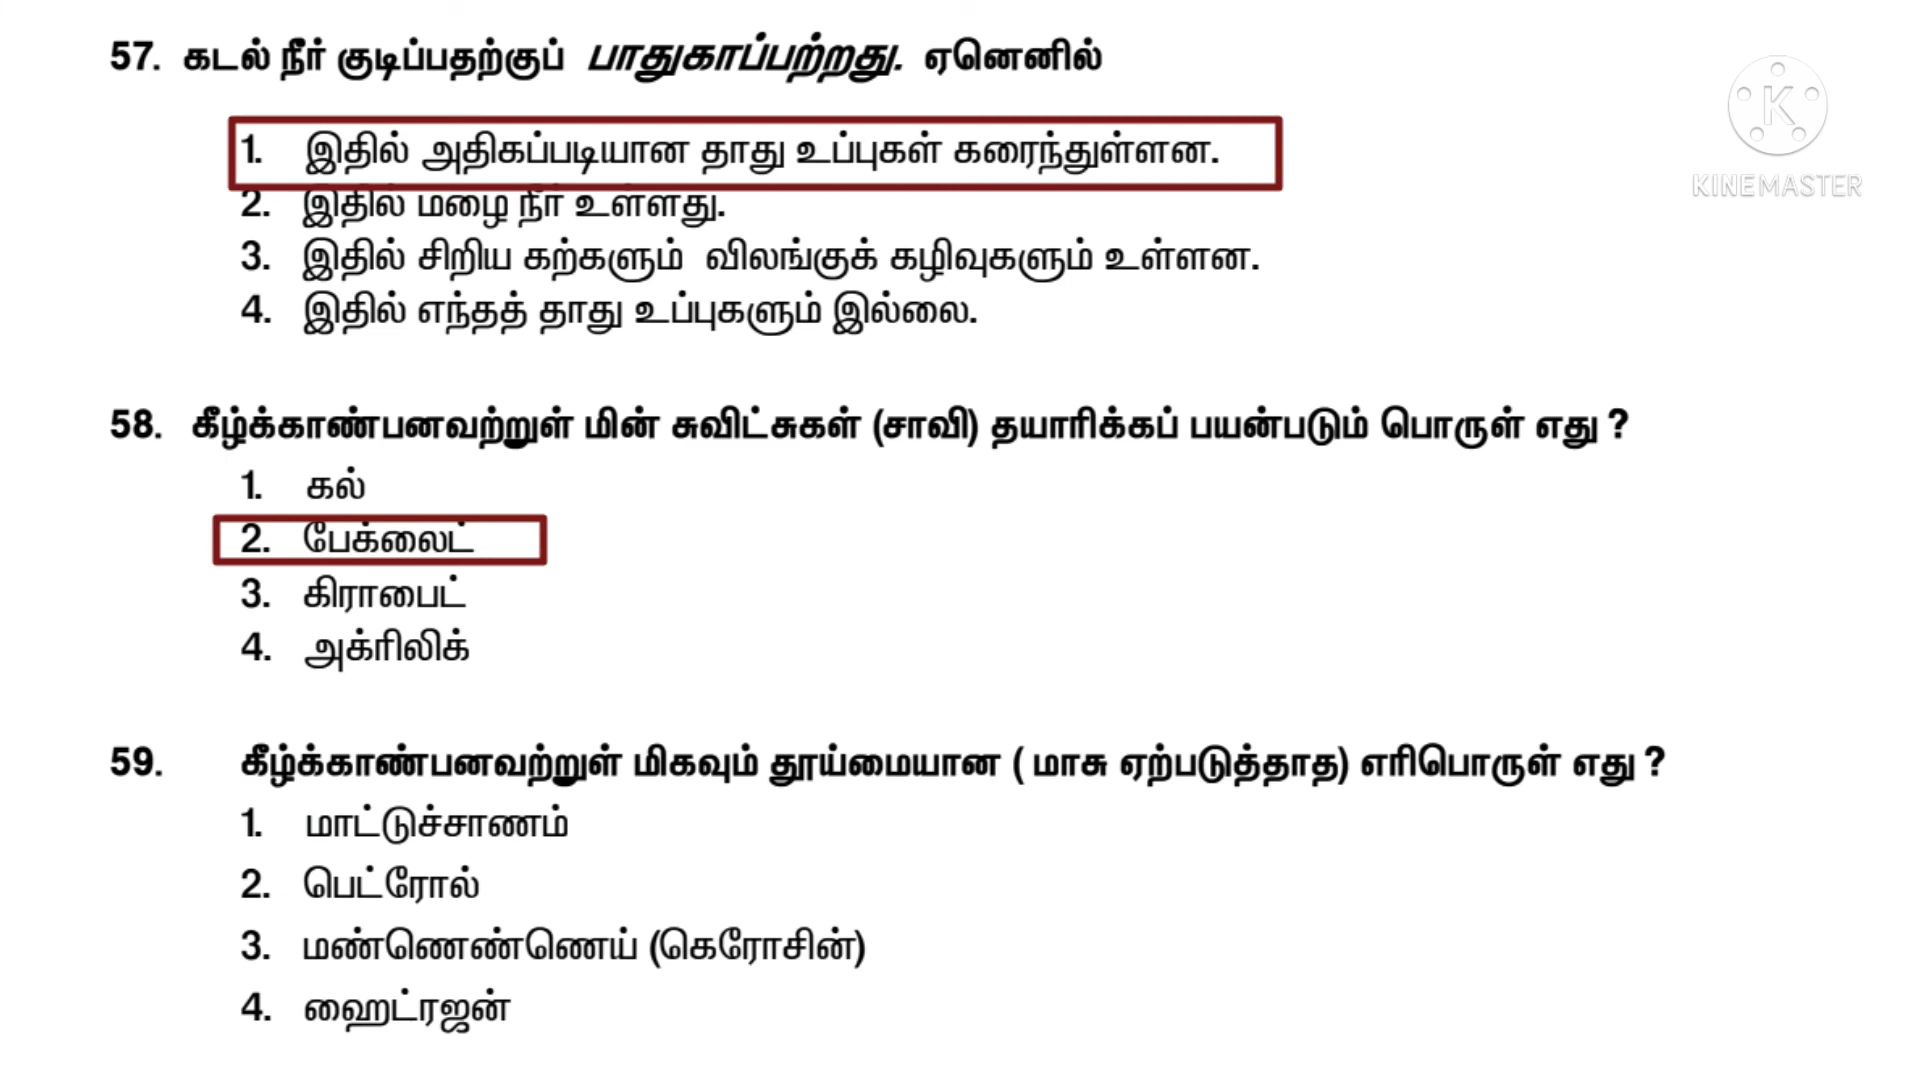 57. கடல் நீர் குடிப்பதற்குப் பாதுகாப்பற்றது. ஏனெனில்
1. இதில் அதிகப்படியான தாது உப்புகள் கரைந்துள்ளன.
2. இதில் மழை நீர் உள்ளது.
3. இதில் சிறிய கற்களும் விலங்குக் கழிவுகளும் உள்ளன.
4. இதில் எந்தத் தாது உப்புகளும் இல்லை.
K
KINEMASTER
58. கீழ்க்காண்பனவற்றுள் மின் சுவிட்சுகள் (சாவி) தயாரிக்கப் பயன்படும் பொருள் எது ?
1. கல்
2. பேக்லைட்
3. கிராபைட்
4. அக்ரிலிக்
59. கீழ்க்காண்பனவற்றுள் மிகவும் தூய்மையான ( மாசு ஏற்படுத்தாத) எரிபொருள் எது ?
1. மாட்டுச்சாணம்
2. பெட்ரோல்
3. மண்ணெண்ணெய் (கெரோசின்)
4. ஹைட்ரஜன்